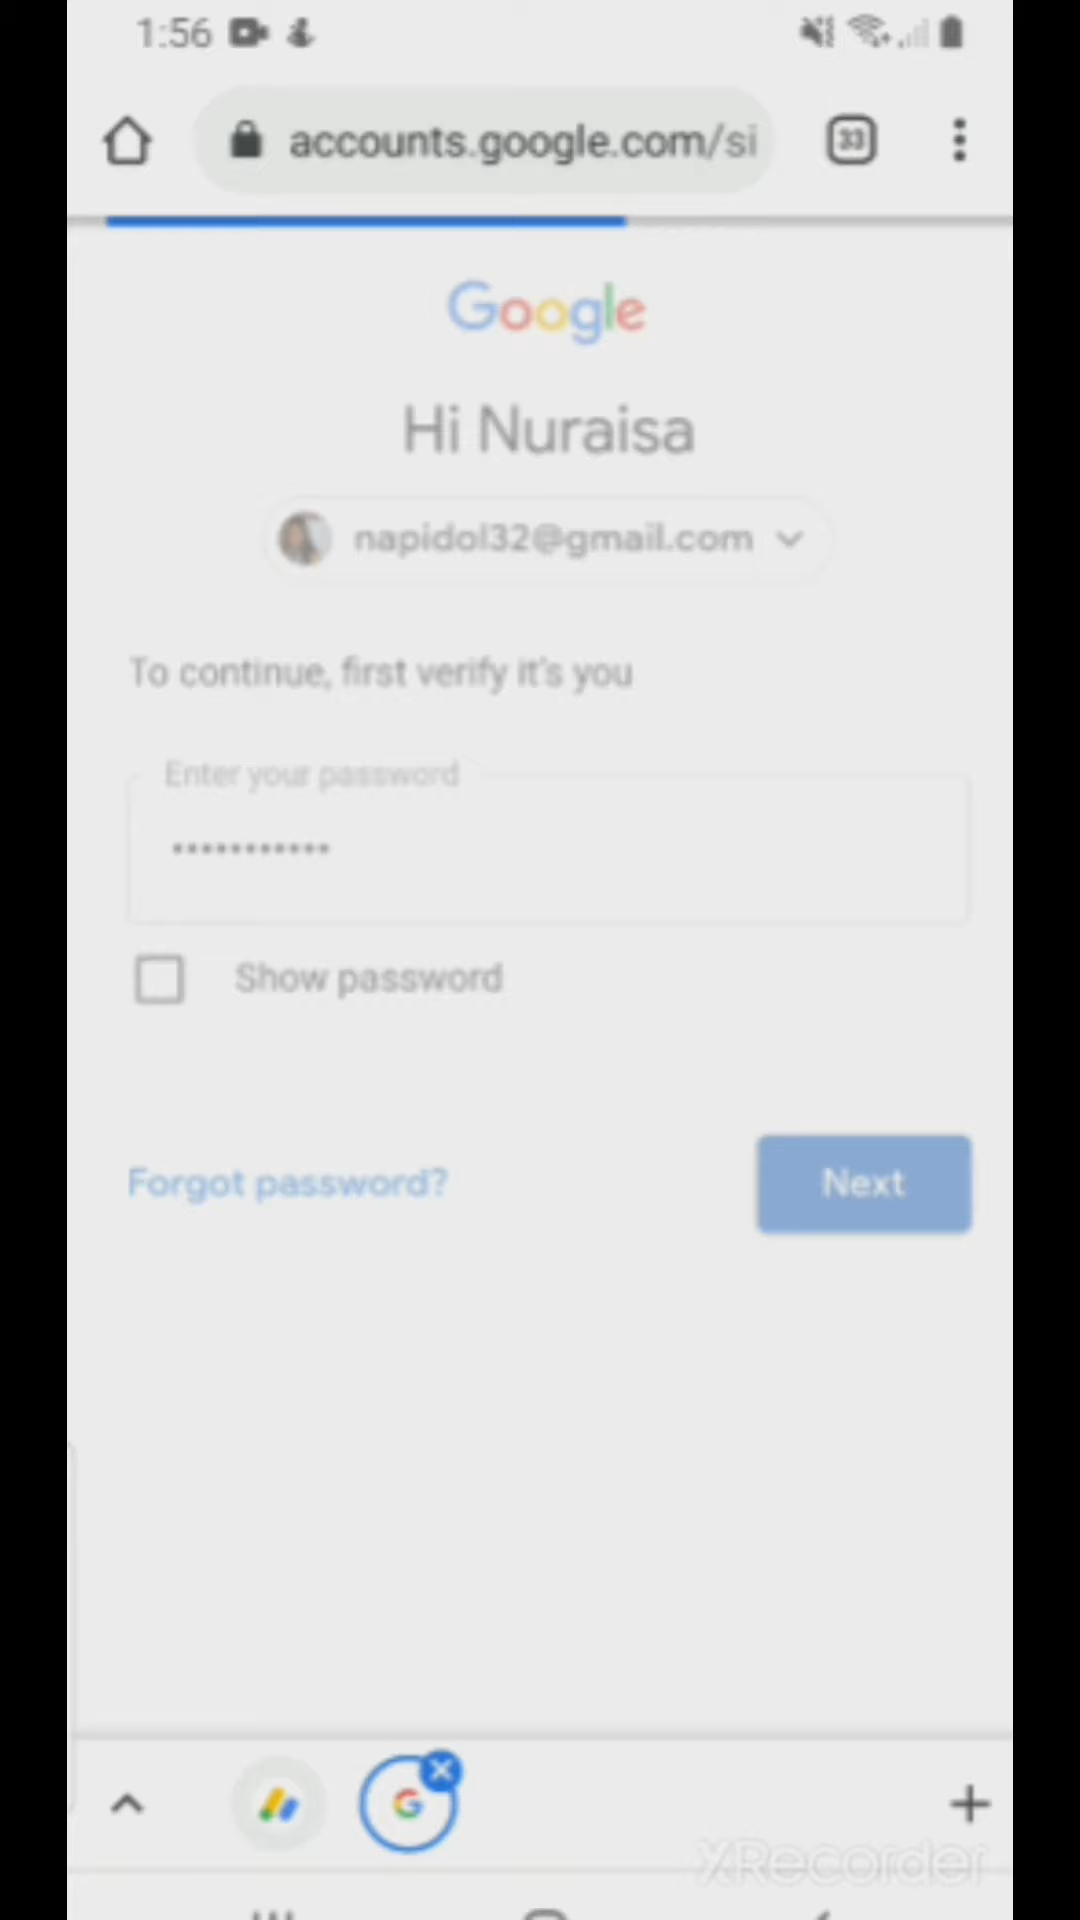 1:56
accounts.google.com/si
33
Google
Hi Nuraisa
napidol32@gmail.com
To continue, first verify it's you
Enter your password
•••••••••••
Show password
Forgot password?
Next
XRecorder